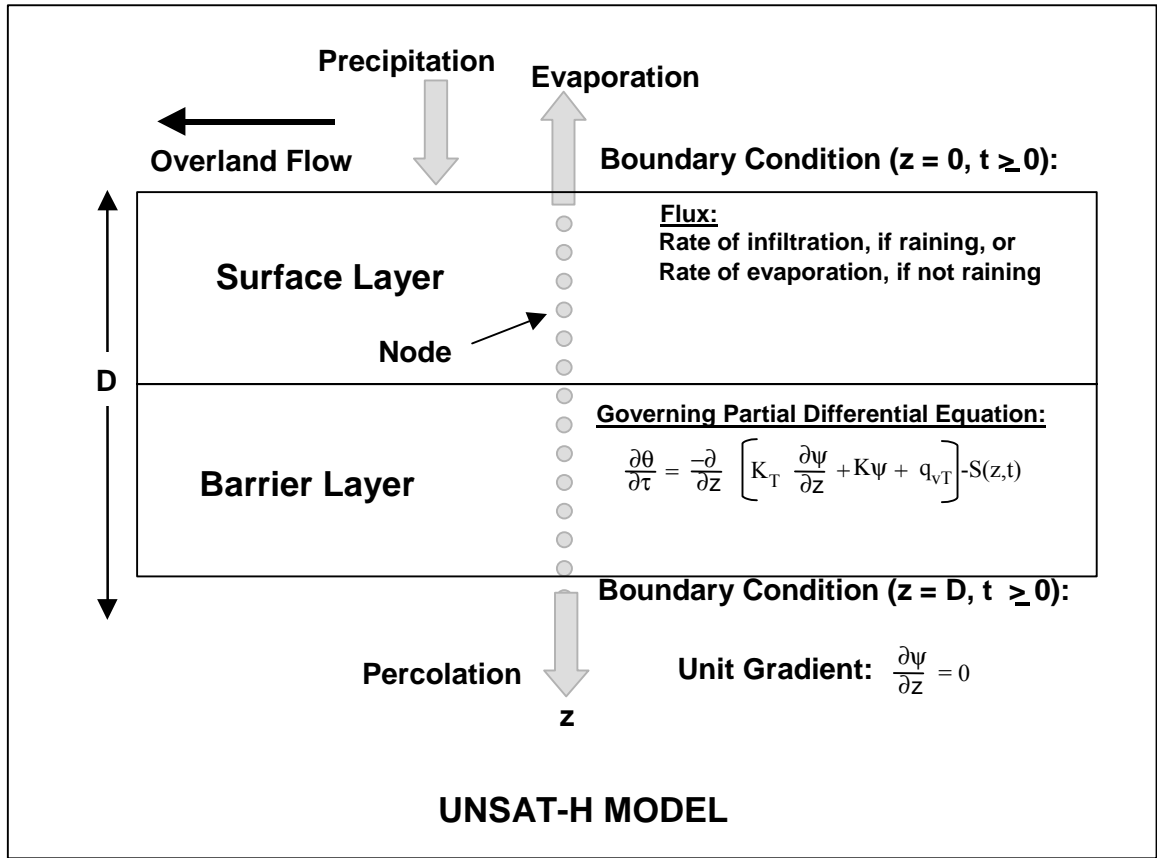 Precipitation
Evaporation
Overland Flow
Boundary Condition (z = 0, t ≥ 0):
Flux:
Rate of infiltration, if raining, or
Rate of evaporation, if not raining
Surface Layer
Node
D
Governing Partial Differential Equation:
∂θ/∂τ = -∂/∂z [K_T ∂ψ/∂z + Kψ + q_vT] -S(z,t)
Barrier Layer
Boundary Condition (z = D, t ≥ 0):
Percolation
Unit Gradient: ∂ψ/∂z = 0
z
UNSAT-H MODEL